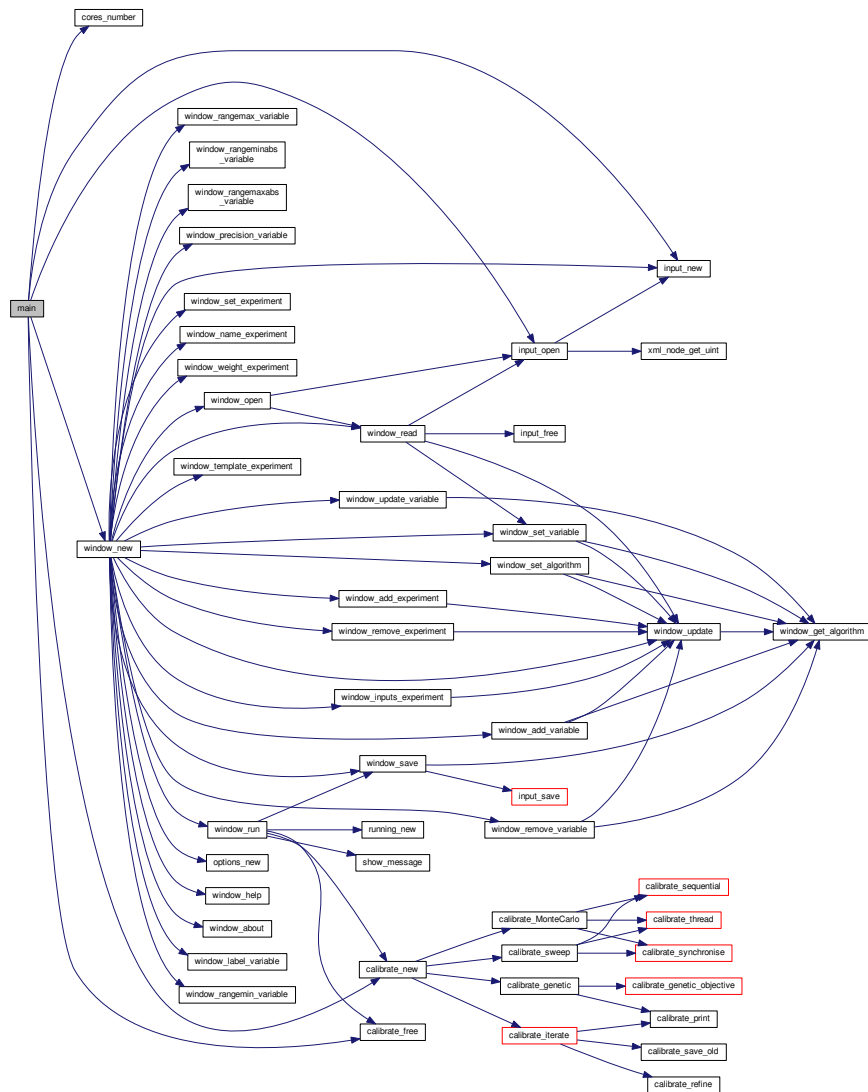 cores_number
window_rangemax_variable
window_rangeminabs
_variable
window_rangemaxabs
_variable
window_precision_variable
input_new
main
window_set_experiment
window_name_experiment
input_open
xml_node_get_uint
window_weight_experiment
window_open
window_read
input_free
window_template_experiment
window_update_variable
window_set_variable
window_new
window_set_algorithm
window_add_experiment
window_remove_experiment
window_update
window_get_algorithm
window_inputs_experiment
window_add_variable
window_save
input_save
window_run
running_new
window_remove_variable
options_new
show_message
window_help
calibrate_sequential
window_about
calibrate_MonteCarlo
calibrate_thread
calibrate_sweep
calibrate_synchronise
window_label_variable
calibrate_new
calibrate_genetic
calibrate_genetic_objective
window_rangemin_variable
calibrate_print
calibrate_free
calibrate_iterate
calibrate_save_old
calibrate_refine